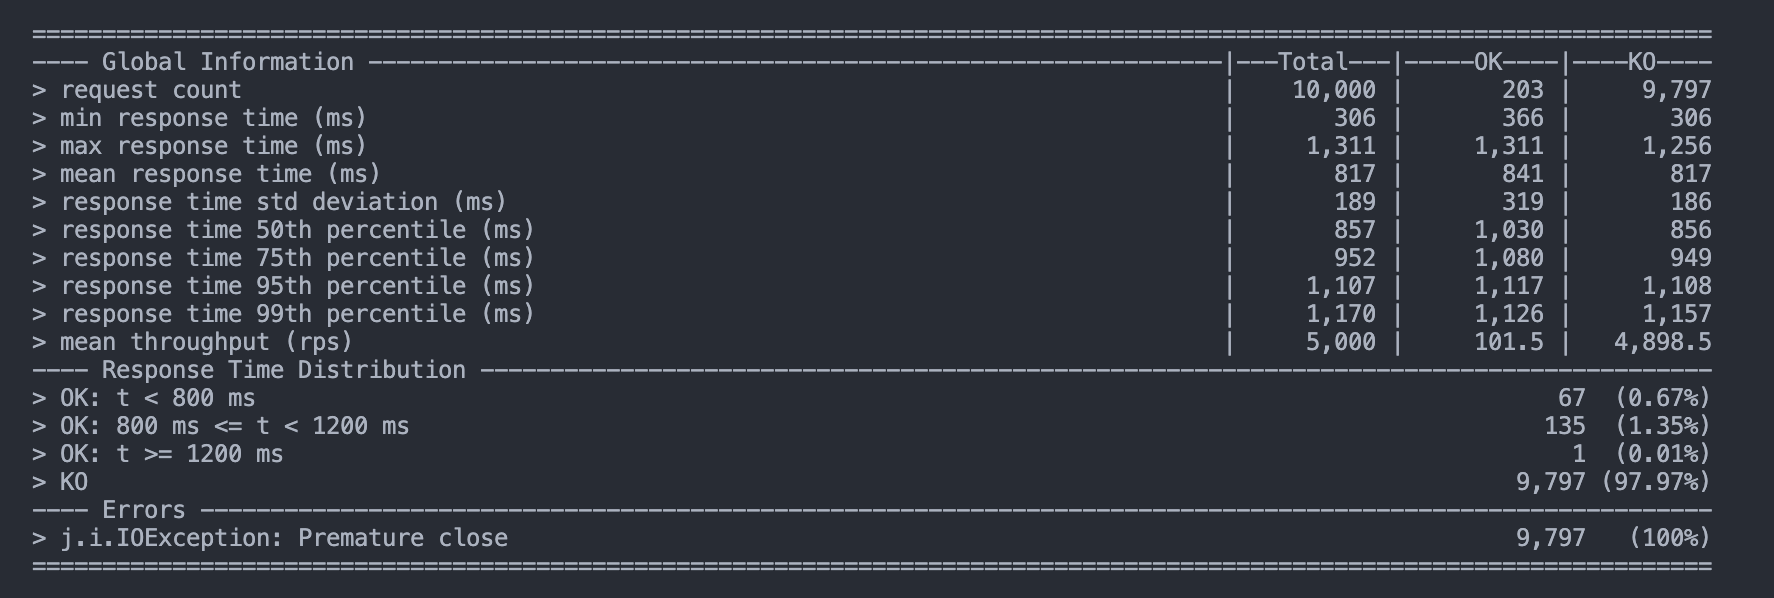 ================================================================================
---- Global Information --------------------------------------------------|---Total---|-----OK----|----KO----
> request count | 10,000 | 203 | 9,797
> min response time (ms) | 306 | 366 | 306
> max response time (ms) | 1,311 | 1,311 | 1,256
> mean response time (ms) | 817 | 841 | 817
> response time std deviation (ms) | 189 | 319 | 186
> response time 50th percentile (ms) | 857 | 1,030 | 856
> response time 75th percentile (ms) | 952 | 1,080 | 949
> response time 95th percentile (ms) | 1,107 | 1,117 | 1,108
> response time 99th percentile (ms) | 1,170 | 1,126 | 1,157
> mean throughput (rps) | 5,000 | 101.5 | 4,898.5
---- Response Time Distribution ------------------------------------------------
> OK: t < 800 ms 67 (0.67%)
> OK: 800 ms <= t < 1200 ms 135 (1.35%)
> OK: t >= 1200 ms 1 (0.01%)
> KO 9,797 (97.97%)
---- Errors --------------------------------------------------------------------
> j.i.IOException: Premature close 9,797 (100%)
================================================================================